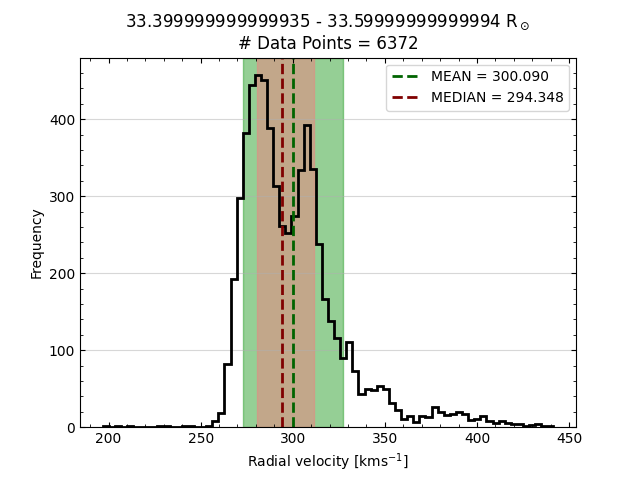 33.399999999999935 - 33.59999999999994 R⊙
# Data Points = 6372
MEAN = 300.090
MEDIAN = 294.348
Frequency
400
300
200
100
0
200 250 300 350 400 450
Radial velocity [kms⁻¹]